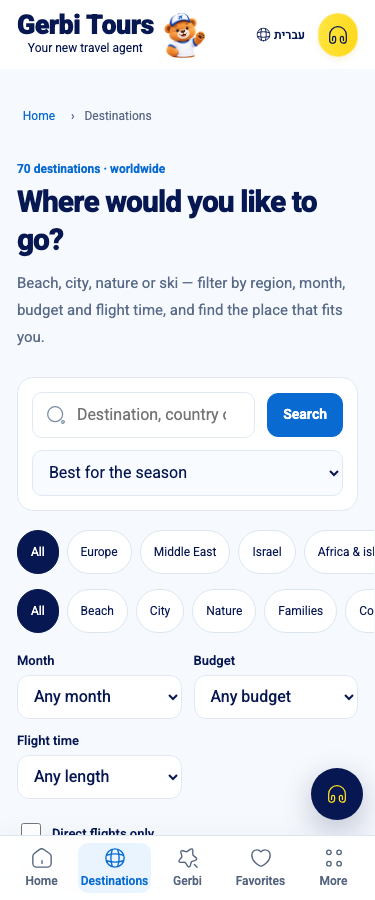 Gerbi Tours
Your new travel agent
עברית
Home › Destinations
70 destinations · worldwide
Where would you like to
go?
Beach, city, nature or ski — filter by region, month,
budget and flight time, and find the place that fits
you.
Destination, country
Search
Best for the season
All Europe Middle East Israel Africa &
All Beach City Nature Families
Month Budget
Any month Any budget
Flight time
Any length
Direct flights only
Home Destinations Gerbi Favorites More